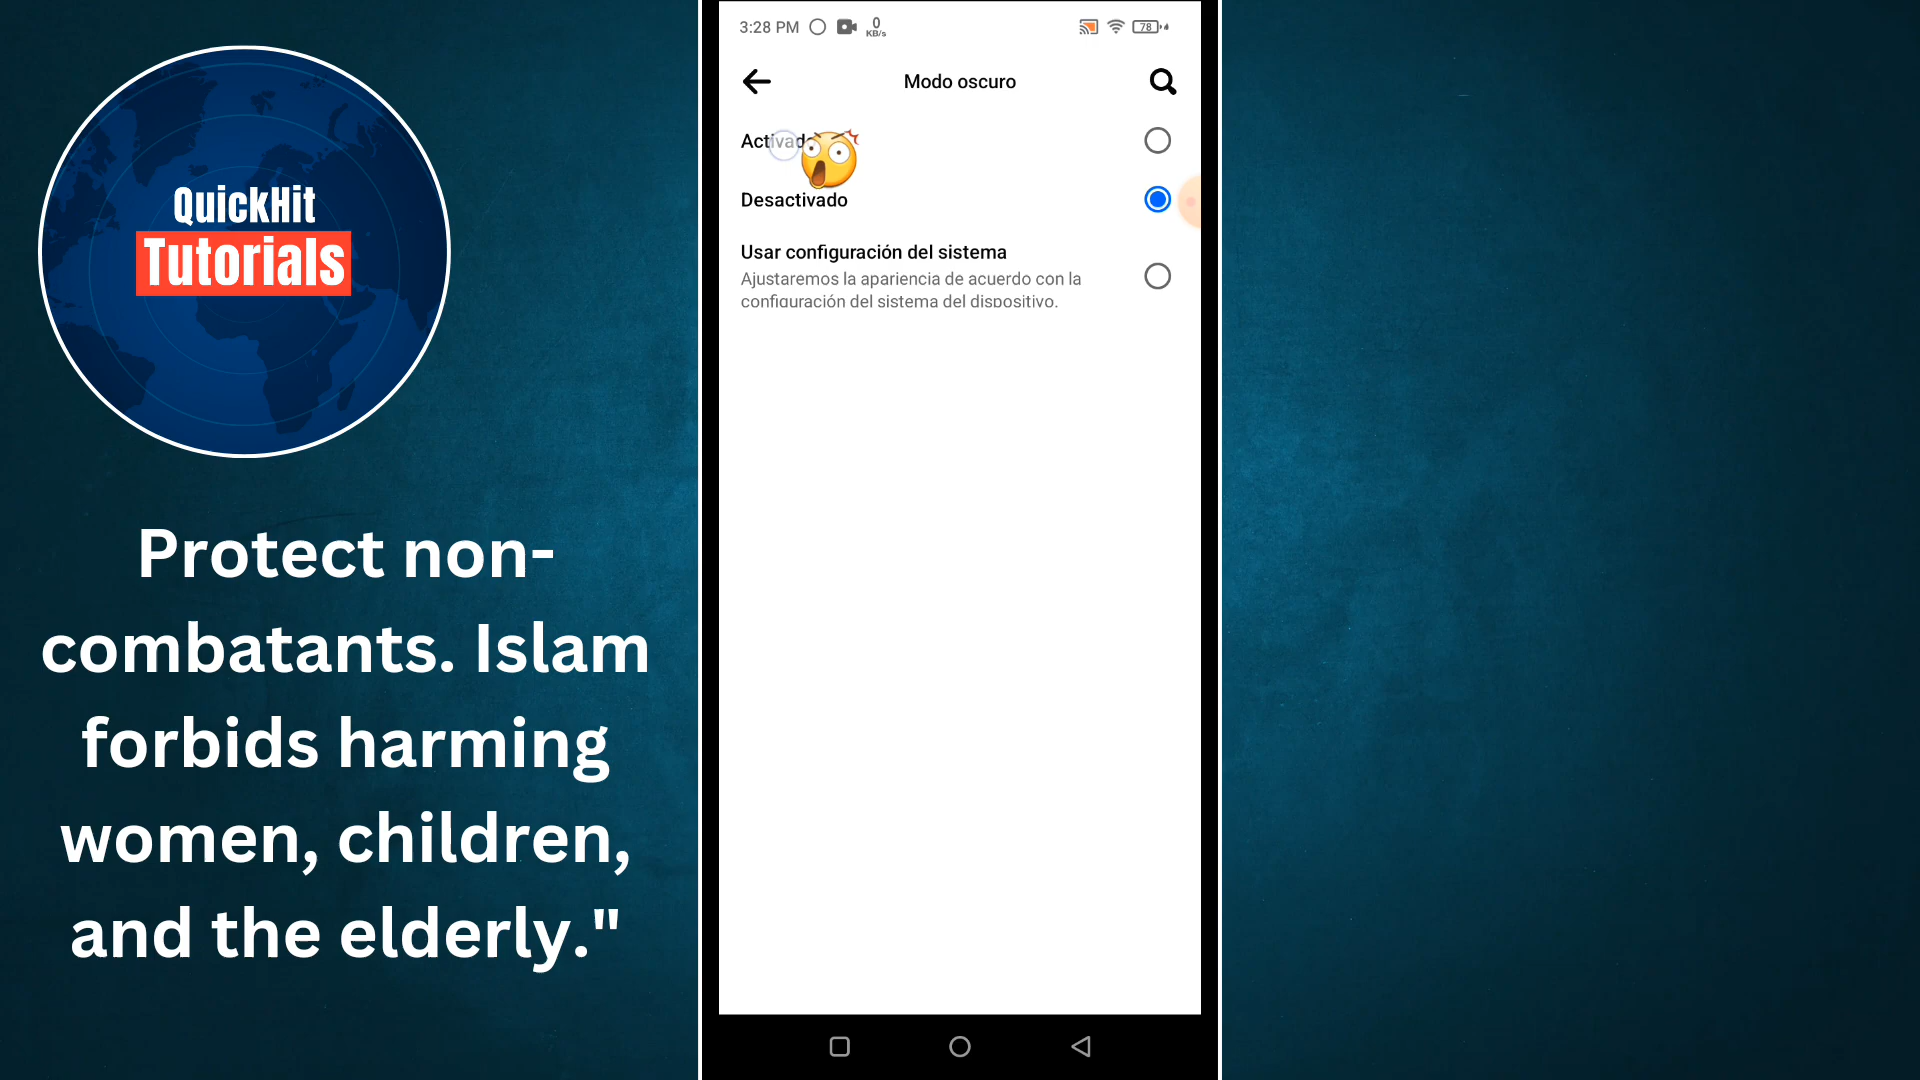 QuickHit
Tutorials
Protect non-
combatants. Islam
forbids harming
women, children,
and the elderly."
3:28 PM
0
KB/s
78
Modo oscuro
Activado
Desactivado
Usar configuración del sistema
Ajustaremos la apariencia de acuerdo con la
configuración del sistema del dispositivo.